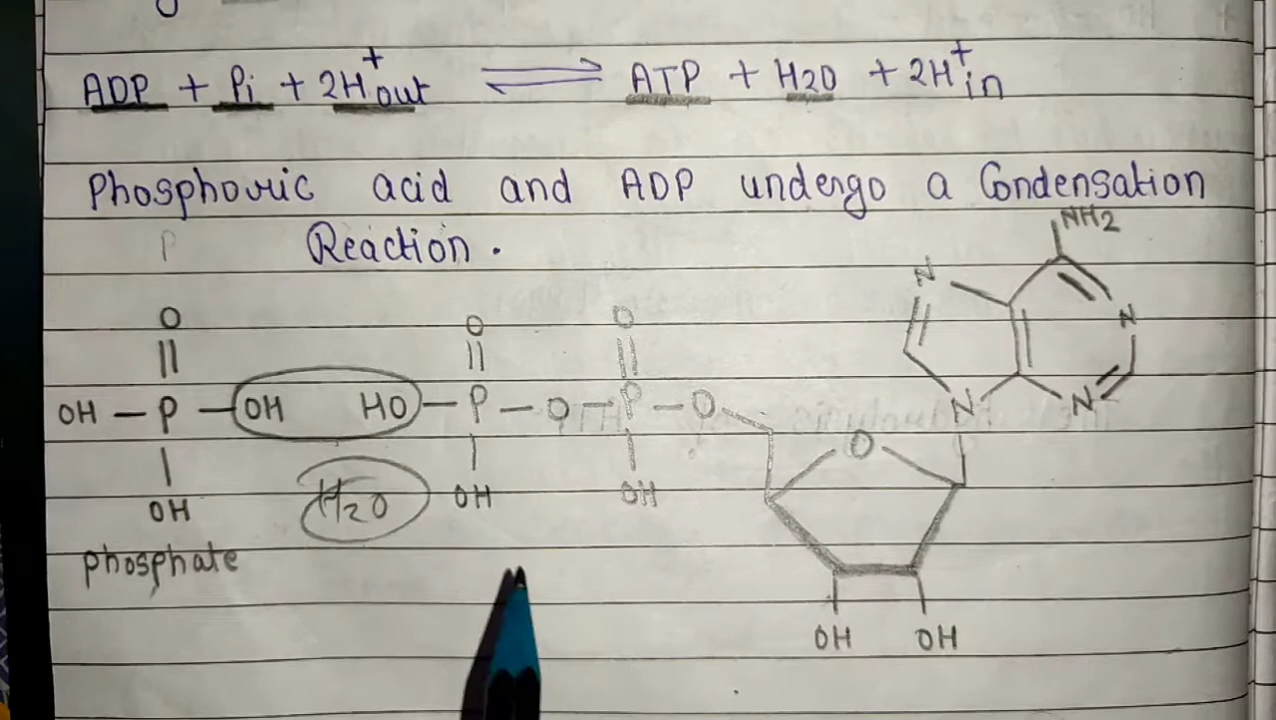 ADP + Pi + 2H⁺out ⇌ ATP + H2O + 2H⁺in
Phosphoric acid and ADP undergo a Condensation
Reaction.
P
NH2
N
O O O N
|| || ||
OH — P — OH HO — P — O — P — O N N
O
OH H2O OH OH
phosphate
OH OH